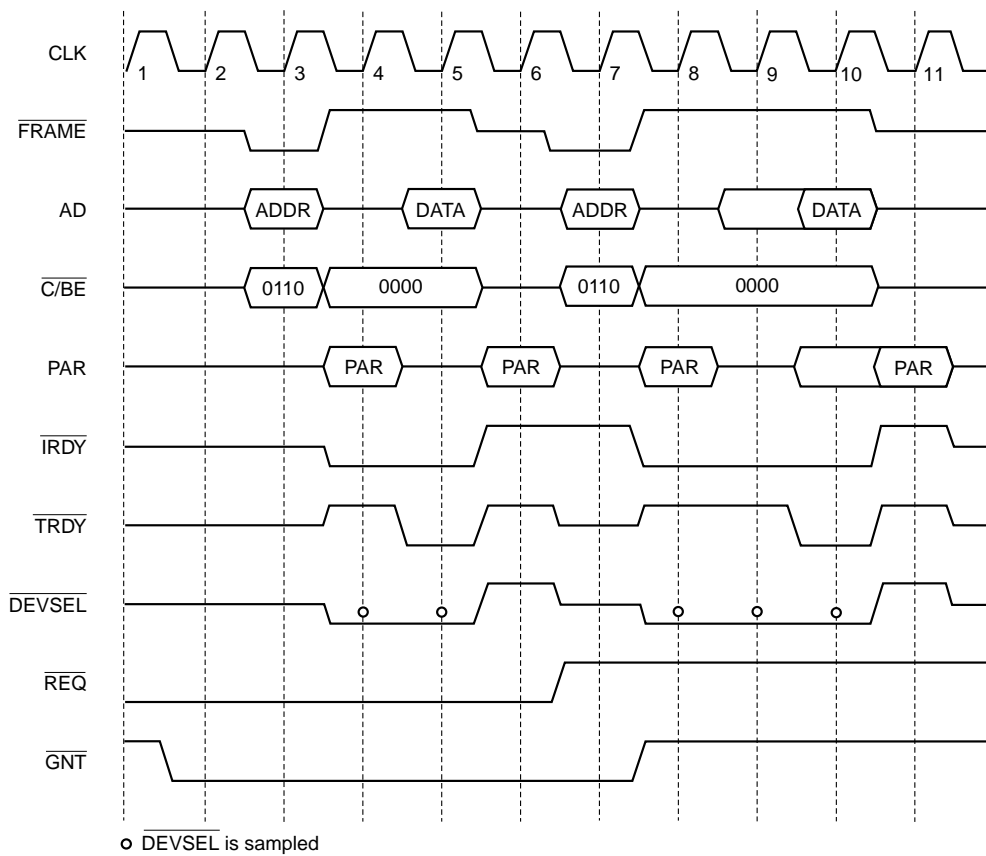 CLK
1 2 3 4 5 6 7 8 9 10 11
FRAME
AD
ADDR DATA ADDR DATA
C/BE
0110 0000 0110 0000
PAR
PAR PAR PAR PAR
IRDY
TRDY
DEVSEL
REQ
GNT
DEVSEL is sampled